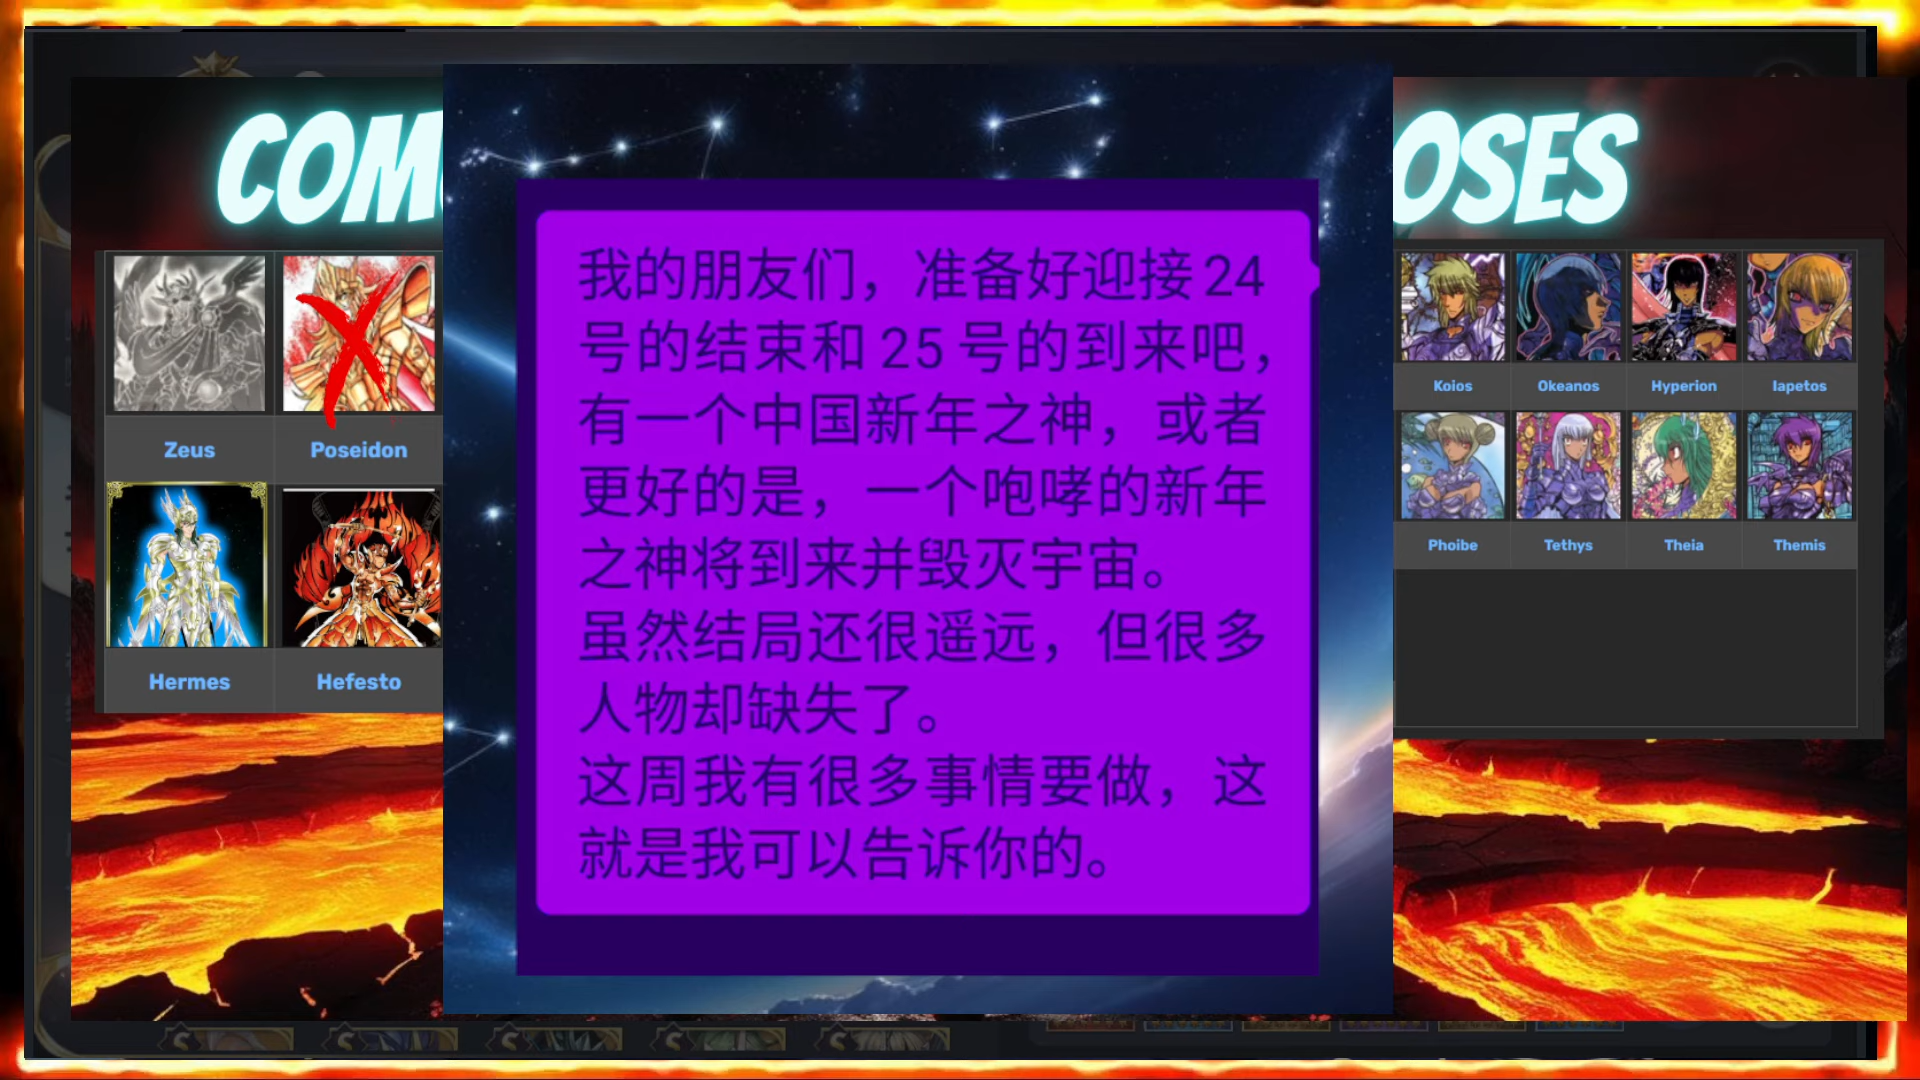 COM
OSES
我的朋友们，准备好迎接24
号的结束和25号的到来吧，
有一个中国新年之神，或者
更好的是，一个咆哮的新年
之神将到来并毁灭宇宙。
虽然结局还很遥远，但很多
人物却缺失了。
这周我有很多事情要做，这
就是我可以告诉你的。
Zeus
Poseidon
Hermes
Hefesto
Koios
Okeanos
Hyperion
Iapetos
Phoibe
Tethys
Theia
Themis